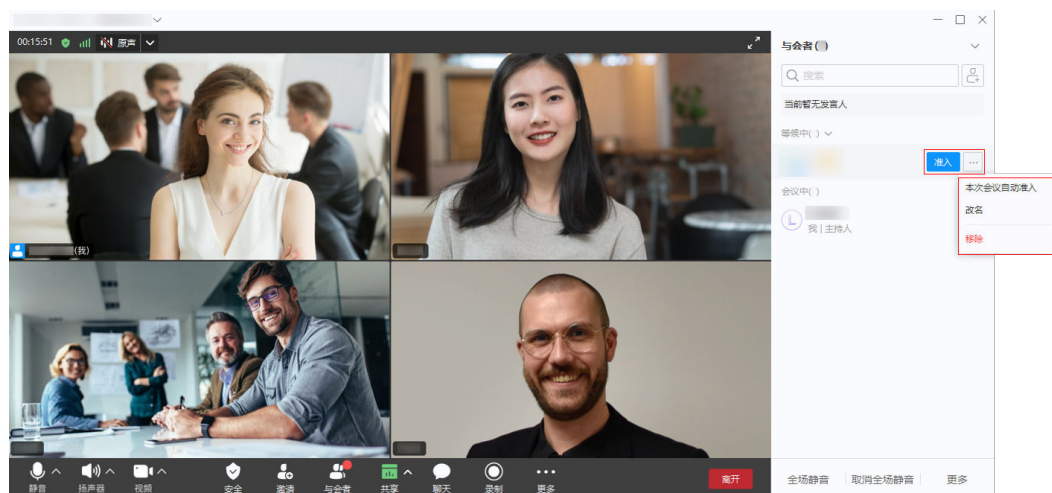 00:15:51 原声
(我)
与会者( )
搜索
当前暂无发言人
等候中( )
准入 ...
本次会议自动准入
改名
移除
会议中( )
L
我 | 主持人
静音 扬声器 视频 安全 邀请 与会者 共享 聊天 录制 更多 离开
全场静音 取消全场静音 更多